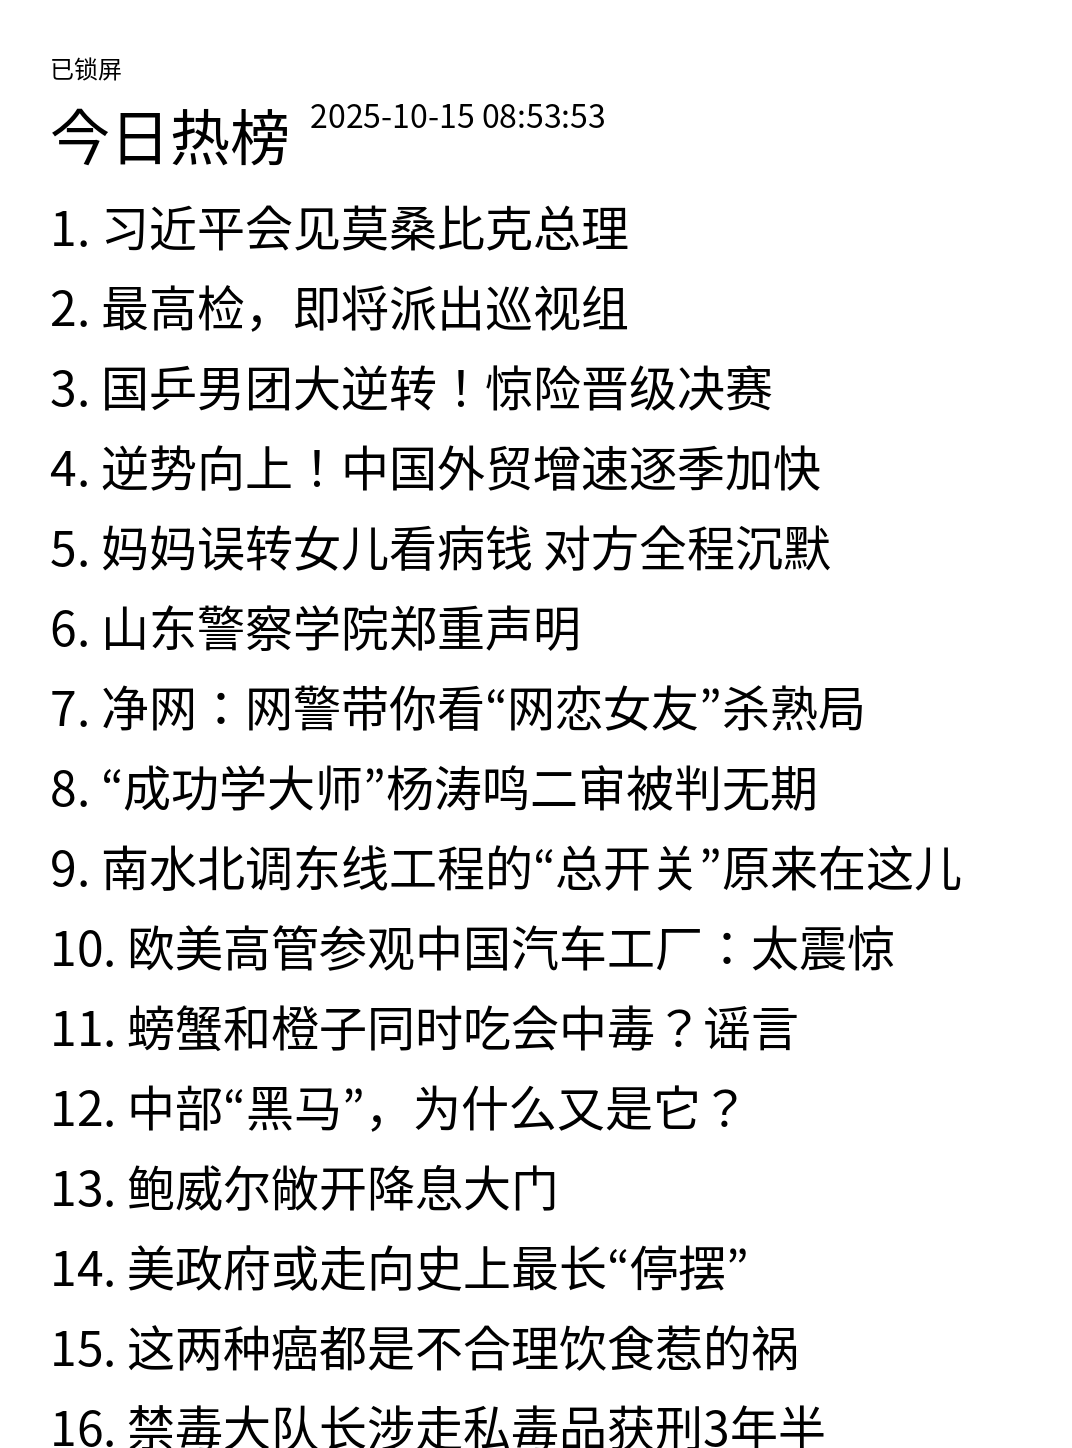 已锁屏
今日热榜 2025-10-15 08:53:53
1. 习近平会见莫桑比克总理
2. 最高检，即将派出巡视组
3. 国乒男团大逆转！惊险晋级决赛
4. 逆势向上！中国外贸增速逐季加快
5. 妈妈误转女儿看病钱 对方全程沉默
6. 山东警察学院郑重声明
7. 净网：网警带你看“网恋女友”杀熟局
8. “成功学大师”杨涛鸣二审被判无期
9. 南水北调东线工程的“总开关”原来在这儿
10. 欧美高管参观中国汽车工厂：太震惊
11. 螃蟹和橙子同时吃会中毒？谣言
12. 中部“黑马”，为什么又是它？
13. 鲍威尔敞开降息大门
14. 美政府或走向史上最长“停摆”
15. 这两种癌都是不合理饮食惹的祸
16. 禁毒大队长涉走私毒品获刑3年半